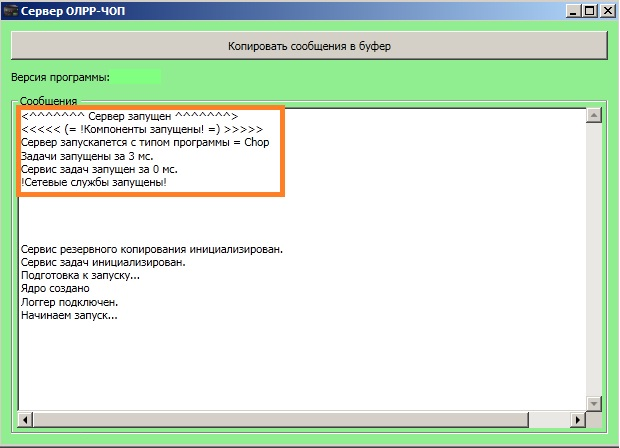 Сервер ОЛРР-ЧОП
Копировать сообщения в буфер
Версия программы:
Сообщения
<^^^^^^^ Сервер запущен ^^^^^^^>
<<<<< (= !Компоненты запущены! =) >>>>>
Сервер запускапется с типом программы = Chop
Задачи запущены за 3 мс.
Сервис задач запущен за 0 мс.
!Сетевые службы запущены!
Сервис резервного копирования инициализирован.
Сервис задач инициализирован.
Подготовка к запуску...
Ядро создано
Логгер подключен.
Начинаем запуск...